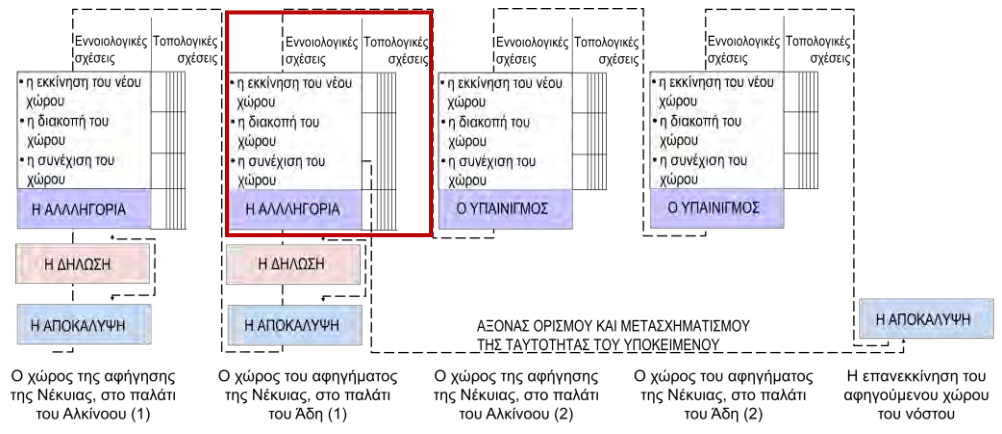 Εννοιολογικές
σχέσεις
Τοπολογικές
σχέσεις
• η εκκίνηση του νέου
χώρου
• η διακοπή του
χώρου
• η συνέχιση του
χώρου
Η ΑΛΛΛΗΓΟΡΙΑ
Η ΔΗΛΩΣΗ
Η ΑΠΟΚΑΛΥΨΗ
Ο χώρος της αφήγησης
της Νέκυιας, στο παλάτι
του Αλκίνοου (1)
Εννοιολογικές
σχέσεις
Τοπολογικές
σχέσεις
• η εκκίνηση του νέου
χώρου
• η διακοπή του
χώρου
• η συνέχιση του
χώρου
Η ΑΛΛΛΗΓΟΡΙΑ
Η ΔΗΛΩΣΗ
Η ΑΠΟΚΑΛΥΨΗ
Ο χώρος του αφηγήματος
της Νέκυιας, στο παλάτι
του Άδη (1)
Εννοιολογικές
σχέσεις
Τοπολογικές
σχέσεις
• η εκκίνηση του νέου
χώρου
• η διακοπή του
χώρου
• η συνέχιση του
χώρου
Ο ΥΠΑΙΝΙΓΜΟΣ
Ο χώρος της αφήγησης
της Νέκυιας, στο παλάτι
του Αλκίνοου (2)
Εννοιολογικές
σχέσεις
Τοπολογικές
σχέσεις
• η εκκίνηση του νέου
χώρου
• η διακοπή του
χώρου
• η συνέχιση του
χώρου
Ο ΥΠΑΙΝΙΓΜΟΣ
Ο χώρος του αφηγήματος
της Νέκυιας, στο παλάτι
του Άδη (2)
ΑΞΟΝΑΣ ΟΡΙΣΜΟΥ ΚΑΙ ΜΕΤΑΣΧΗΜΑΤΙΣΜΟΥ
ΤΗΣ ΤΑΥΤΟΤΗΤΑΣ ΤΟΥ ΥΠΟΚΕΙΜΕΝΟΥ
Η ΑΠΟΚΑΛΥΨΗ
Η επανεκκίνηση του
αφηγούμενου χώρου
του νόστου